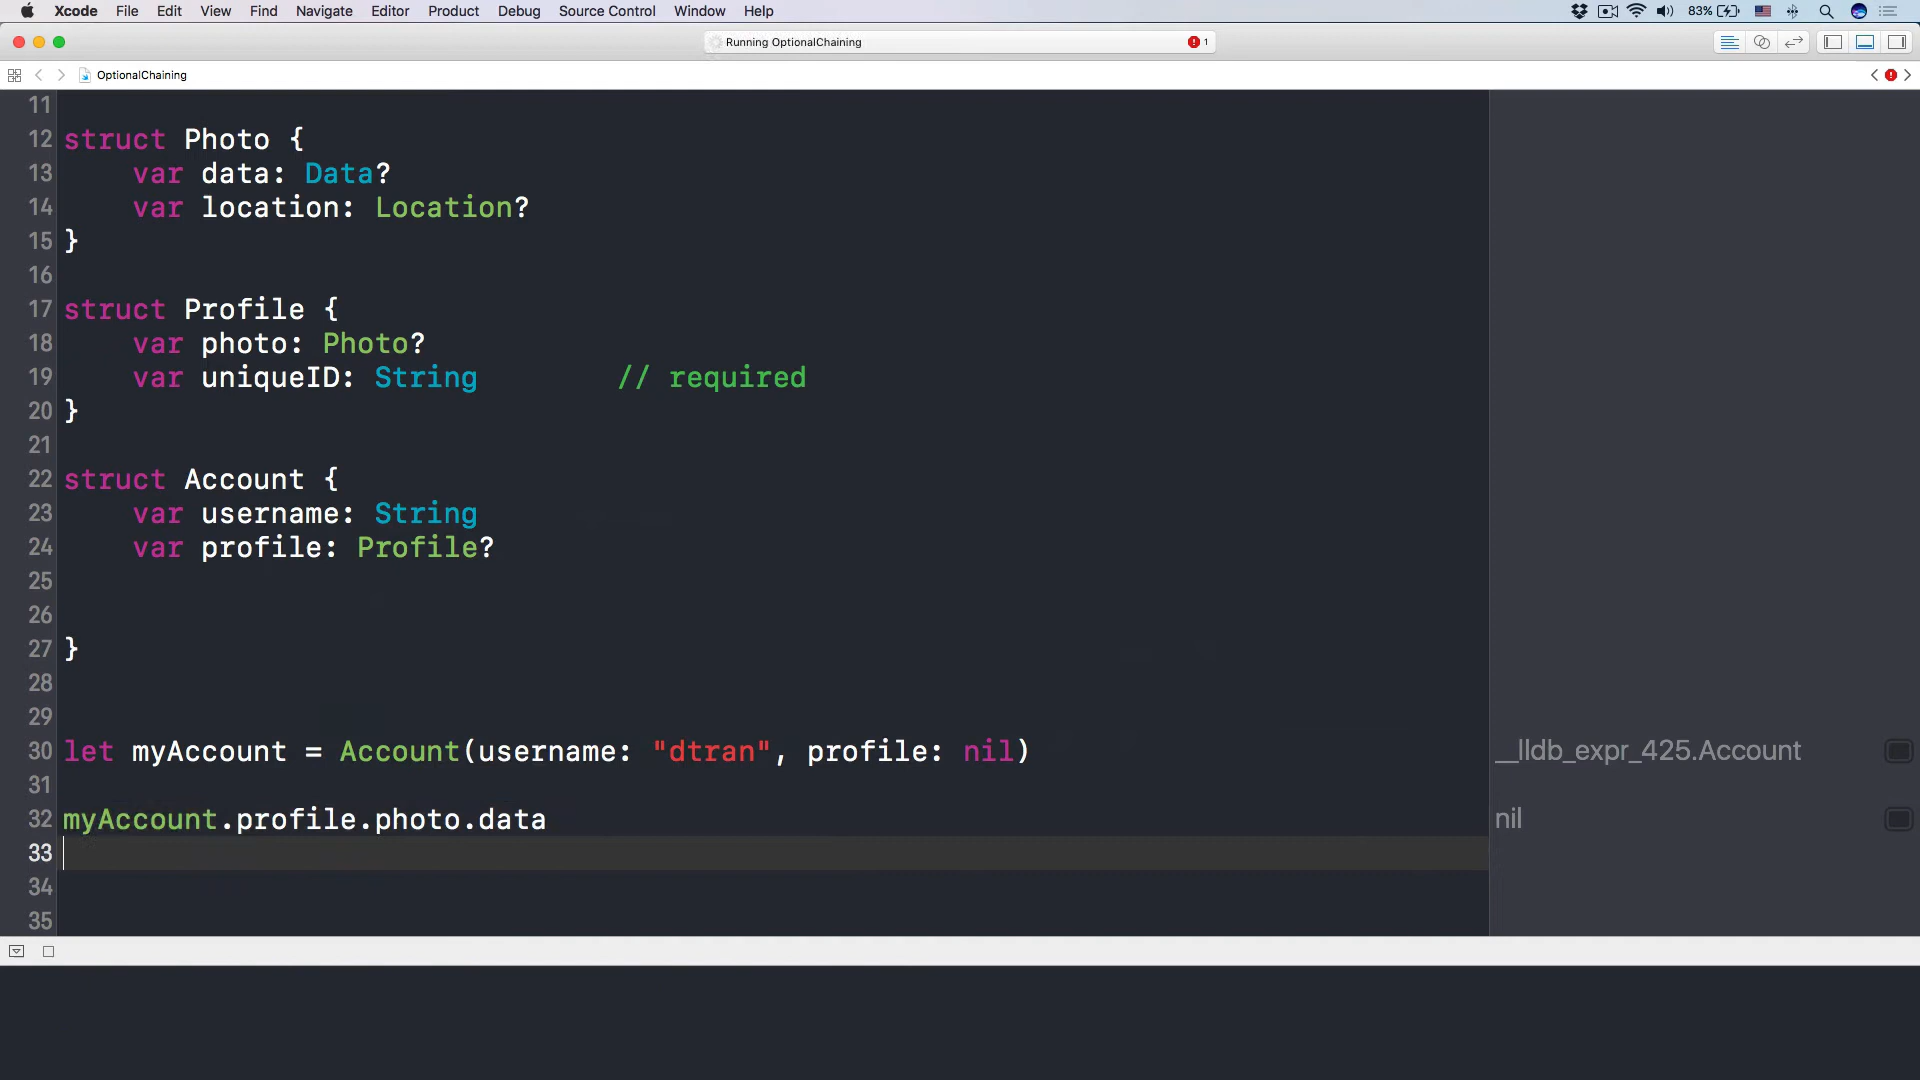 Xcode File Edit View Find Navigate Editor Product Debug Source Control Window Help 83%
Running OptionalChaining 1
OptionalChaining
11
12 struct Photo {
13 var data: Data?
14 var location: Location?
15 }
16
17 struct Profile {
18 var photo: Photo?
19 var uniqueID: String // required
20 }
21
22 struct Account {
23 var username: String
24 var profile: Profile?
25
26
27 }
28
29
30 let myAccount = Account(username: "dtran", profile: nil) __lldb_expr_425.Account
31
32 myAccount.profile.photo.data nil
33
34
35